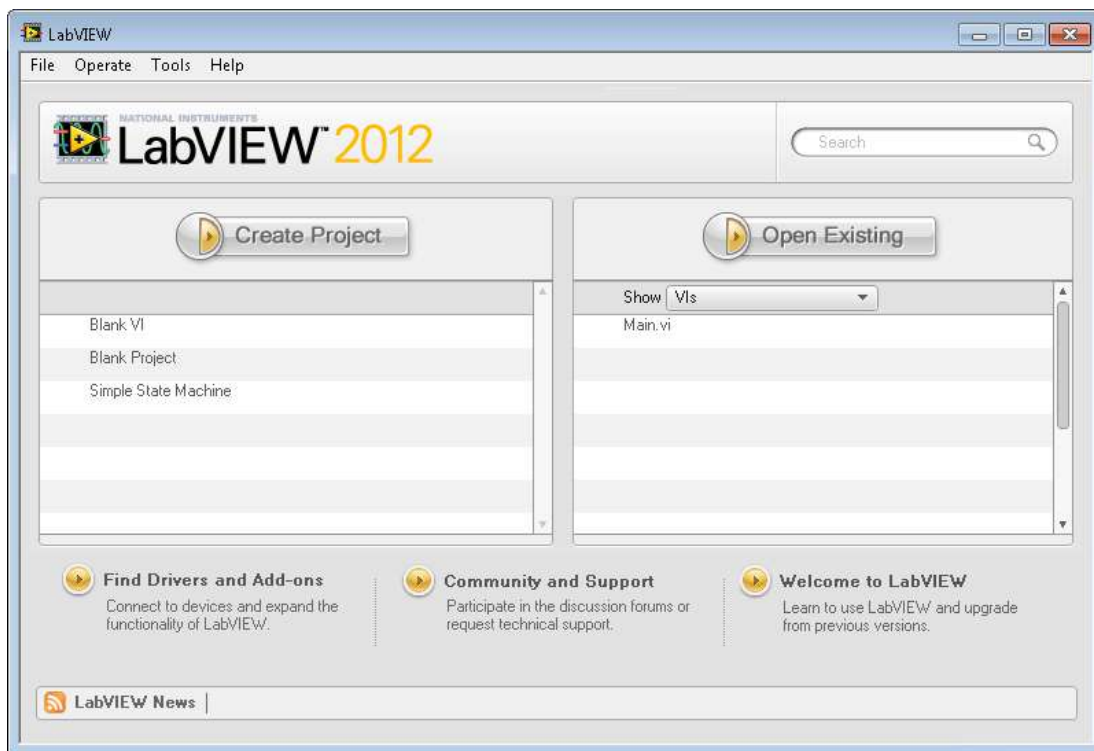 LabVIEW
File Operate Tools Help
NATIONAL INSTRUMENTS
LabVIEW™ 2012
Search
Create Project
Open Existing
Show VIs
Blank VI
Main.vi
Blank Project
Simple State Machine
Find Drivers and Add-ons
Connect to devices and expand the
functionality of LabVIEW.
Community and Support
Participate in the discussion forums or
request technical support.
Welcome to LabVIEW
Learn to use LabVIEW and upgrade
from previous versions.
LabVIEW News